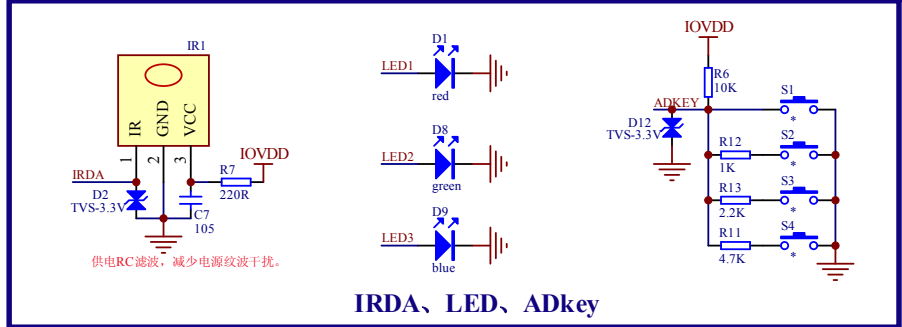 IR1
IR
GND
VCC
1
2
3
IRDA
D2
TVS-3.3V
C7
105
R7
220R
IOVDD
供电RC滤波，减少电源纹波干扰。
D1
LED1
red
D8
LED2
green
D9
LED3
blue
IOVDD
R6
10K
ADKEY
D12
TVS-3.3V
S1
*
R12
1K
S2
*
R13
2.2K
S3
*
R11
4.7K
S4
*
IRDA、LED、ADkey